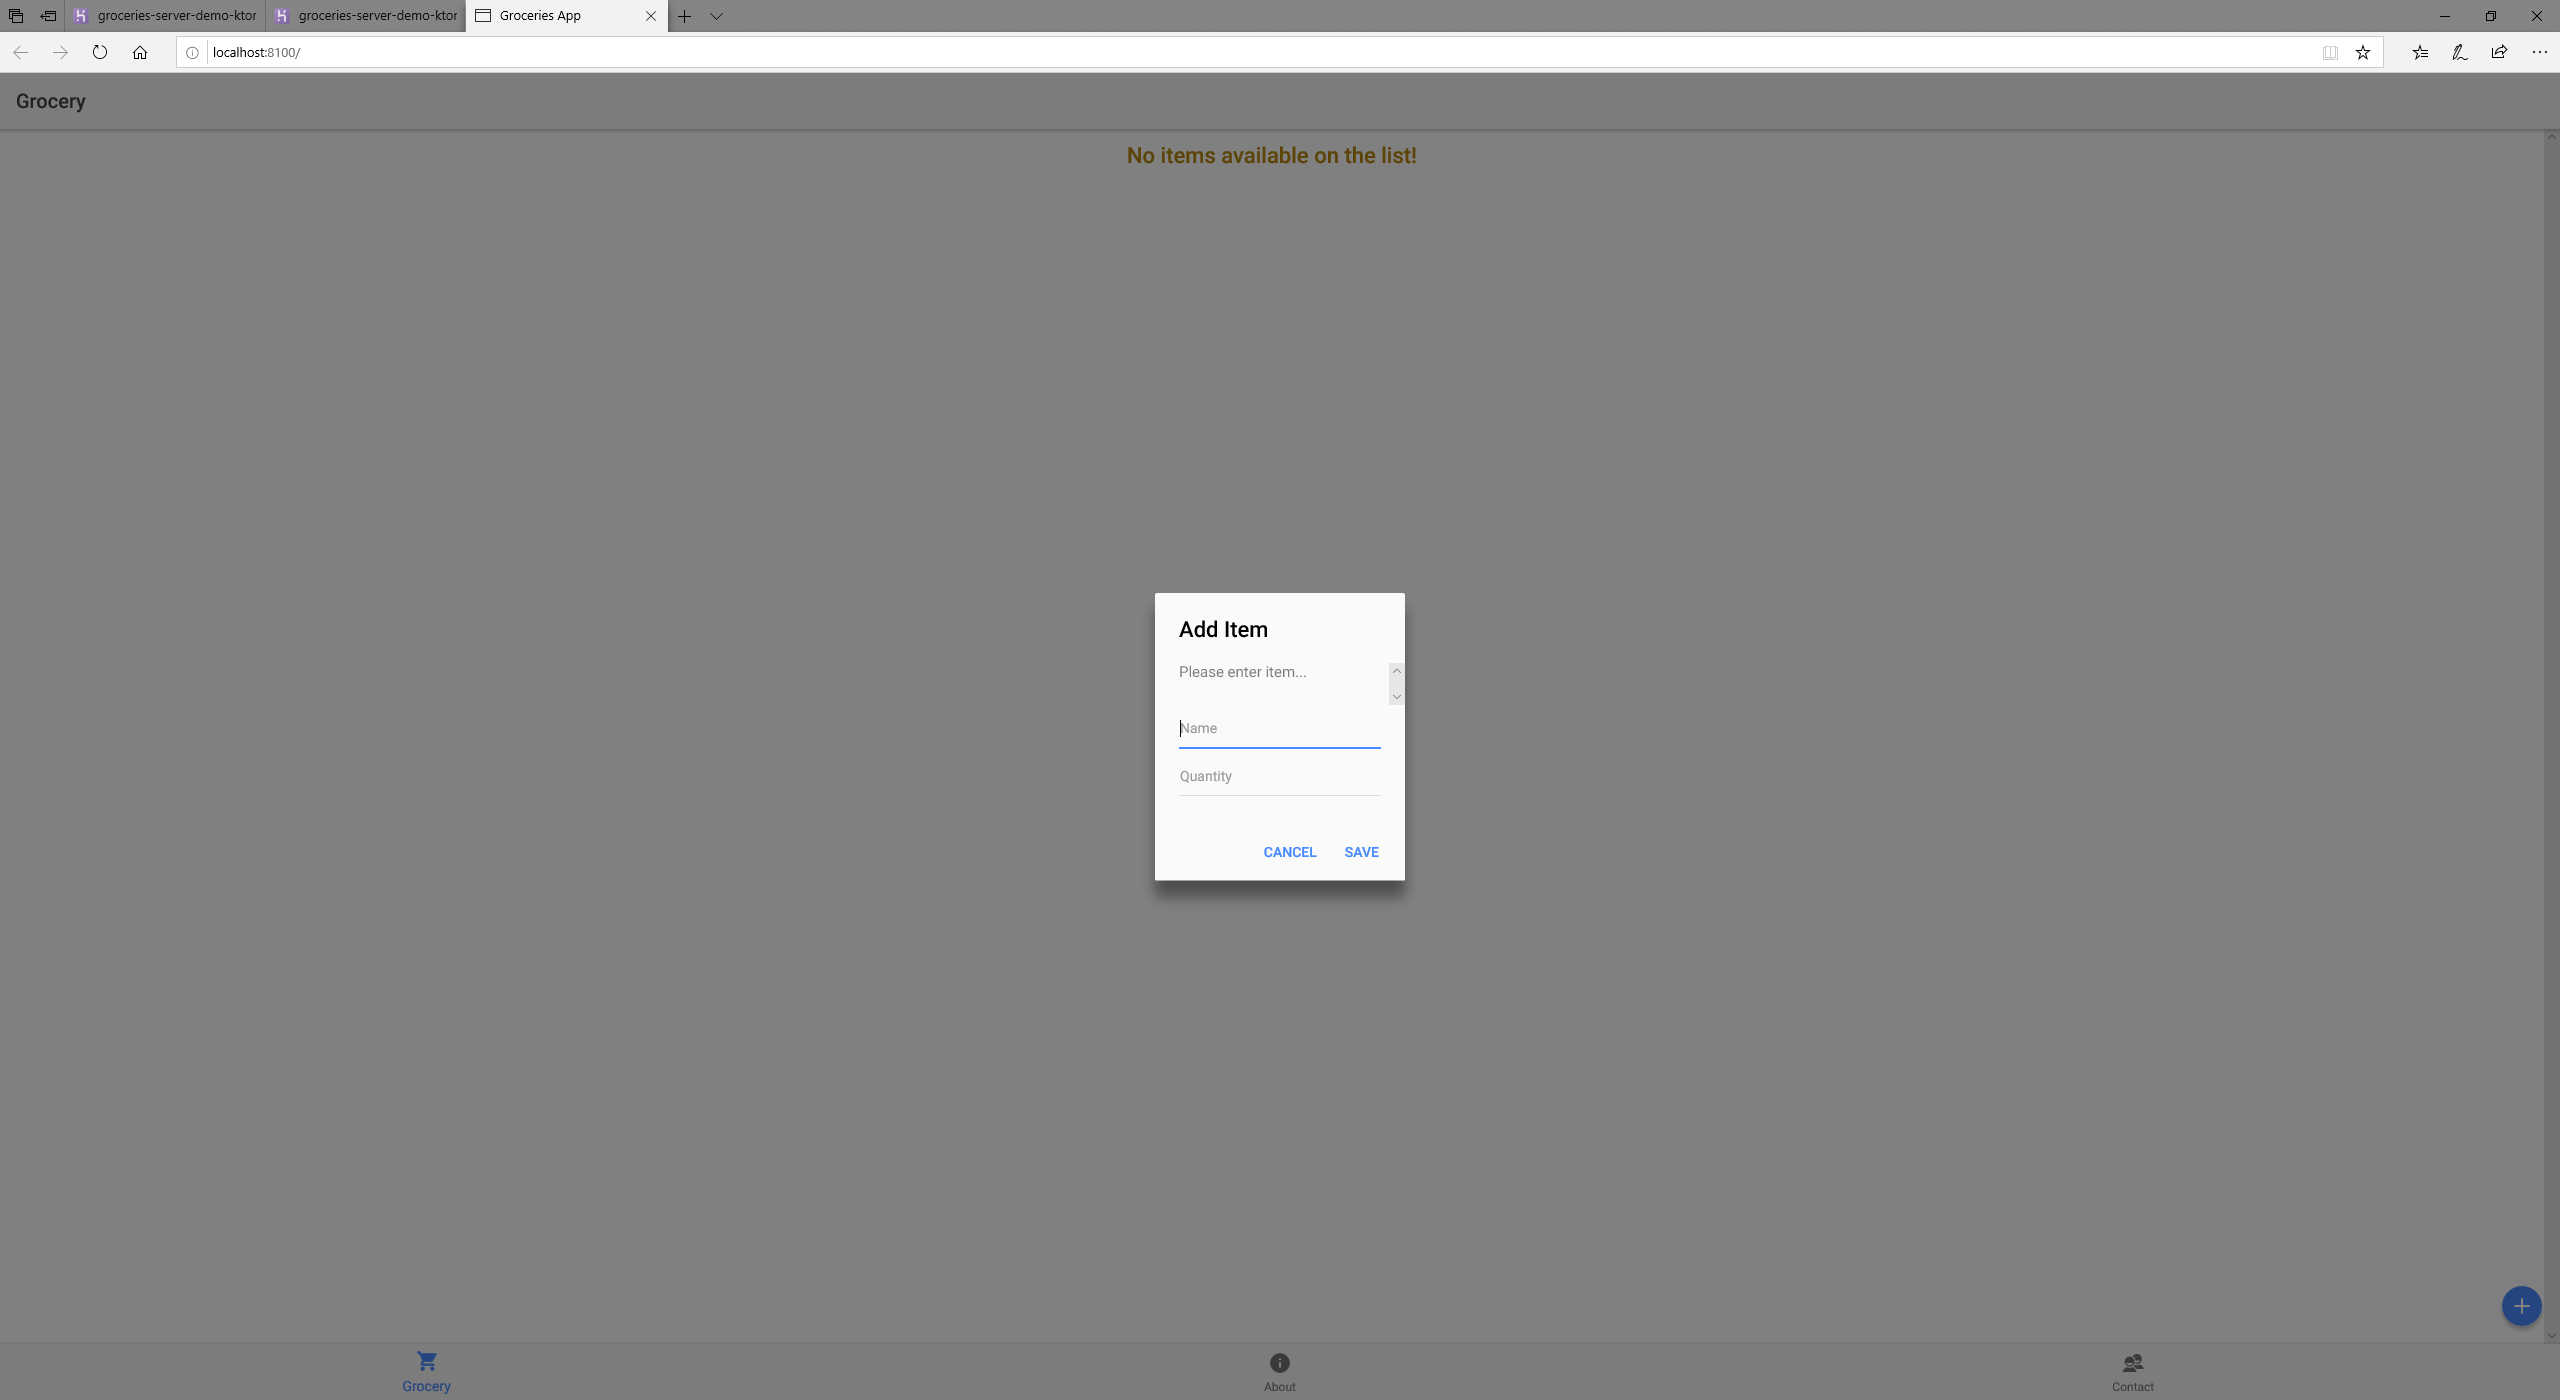 groceries-server-demo-ktor
groceries-server-demo-ktor
Groceries App
localhost:8100/
Grocery
No items available on the list!
Add Item
Please enter item...
Name
Quantity
CANCEL SAVE
Grocery
About
Contact